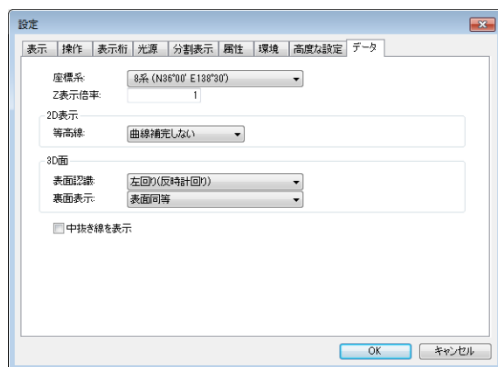 設定
表示 操作 表示桁 光源 分割表示 属性 環境 高度な設定 データ
座標系: 8系 (N36°00' E138°30')
Z表示倍率: 1
2D表示
等高線: 曲線補完しない
3D面
表面認識: 左回り(反時計回り)
裏面表示: 表面同等
中抜き線を表示
OK キャンセル